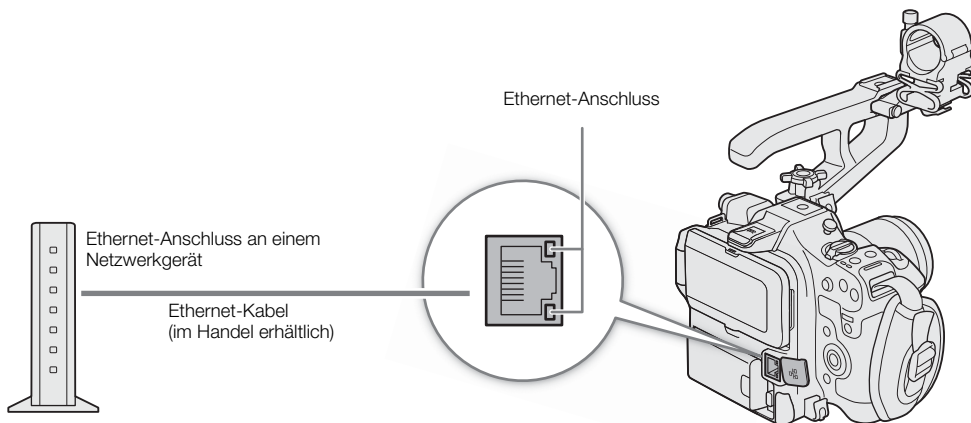 Ethernet-Anschluss
Ethernet-Anschluss an einem
Netzwerkgerät
Ethernet-Kabel
(im Handel erhältlich)